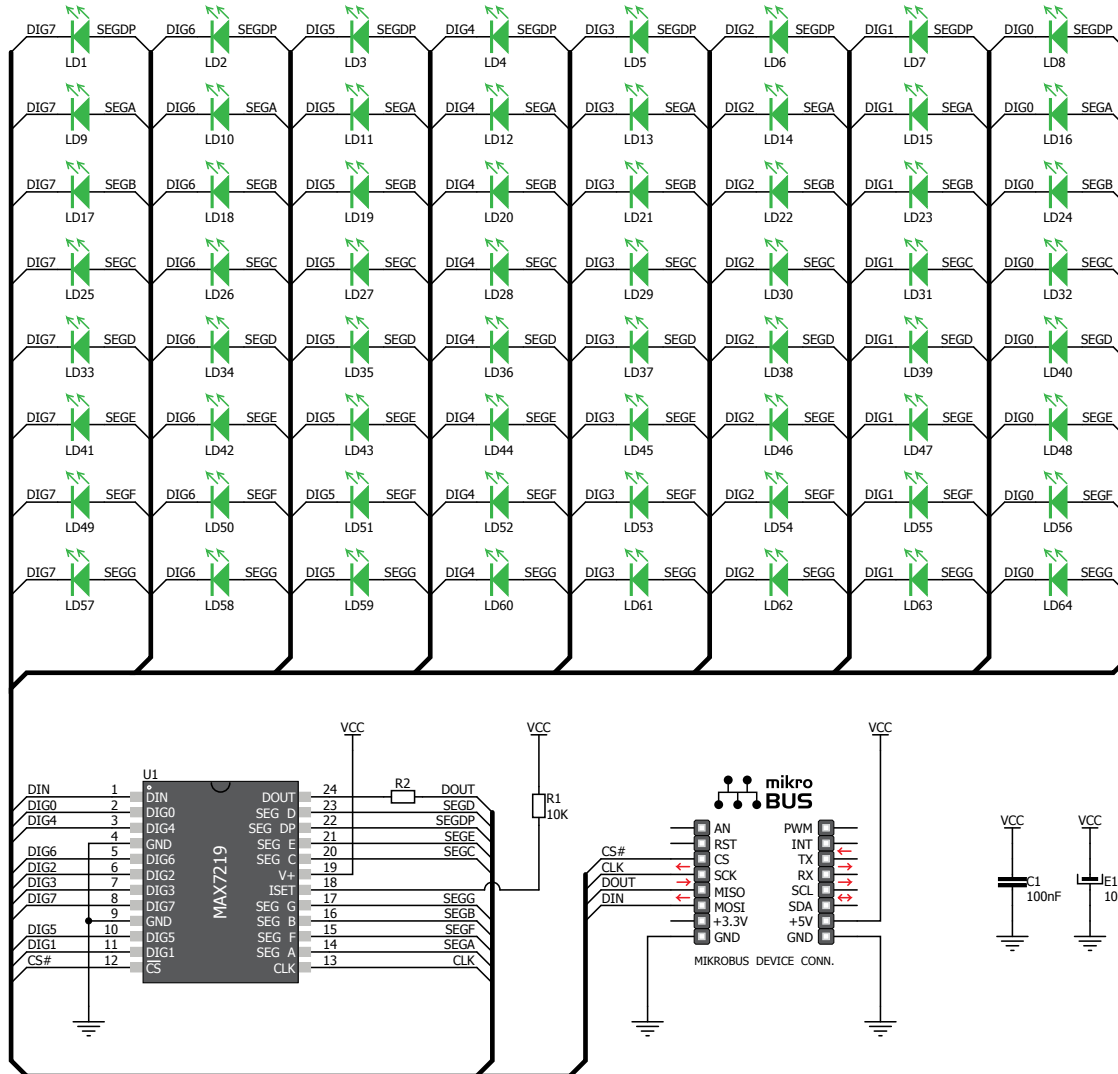 DIG7 SEGDP DIG6 SEGDP DIG5 SEGDP DIG4 SEGDP DIG3 SEGDP DIG2 SEGDP DIG1 SEGDP DIG0 SEGDP
LD1 LD2 LD3 LD4 LD5 LD6 LD7 LD8
DIG7 SEGA DIG6 SEGA DIG5 SEGA DIG4 SEGA DIG3 SEGA DIG2 SEGA DIG1 SEGA DIG0 SEGA
LD9 LD10 LD11 LD12 LD13 LD14 LD15 LD16
DIG7 SEGB DIG6 SEGB DIG5 SEGB DIG4 SEGB DIG3 SEGB DIG2 SEGB DIG1 SEGB DIG0 SEGB
LD17 LD18 LD19 LD20 LD21 LD22 LD23 LD24
DIG7 SEGC DIG6 SEGC DIG5 SEGC DIG4 SEGC DIG3 SEGC DIG2 SEGC DIG1 SEGC DIG0 SEGC
LD25 LD26 LD27 LD28 LD29 LD30 LD31 LD32
DIG7 SEGD DIG6 SEGD DIG5 SEGD DIG4 SEGD DIG3 SEGD DIG2 SEGD DIG1 SEGD DIG0 SEGD
LD33 LD34 LD35 LD36 LD37 LD38 LD39 LD40
DIG7 SEGE DIG6 SEGE DIG5 SEGE DIG4 SEGE DIG3 SEGE DIG2 SEGE DIG1 SEGE DIG0 SEGE
LD41 LD42 LD43 LD44 LD45 LD46 LD47 LD48
DIG7 SEGF DIG6 SEGF DIG5 SEGF DIG4 SEGF DIG3 SEGF DIG2 SEGF DIG1 SEGF DIG0 SEGF
LD49 LD50 LD51 LD52 LD53 LD54 LD55 LD56
DIG7 SEGG DIG6 SEGG DIG5 SEGG DIG4 SEGG DIG3 SEGG DIG2 SEGG DIG1 SEGG DIG0 SEGG
LD57 LD58 LD59 LD60 LD61 LD62 LD63 LD64
VCC VCC VCC
U1
MAX7219
DIN 1 DIN DOUT 24 R2 DOUT
DIG0 2 DIG0 SEG D 23 SEGD
DIG4 3 DIG4 SEG DP 22 SEGDP
4 GND SEG E 21 SEGE
DIG6 5 DIG6 SEG C 20 SEGC
DIG2 6 DIG2 V+ 19
DIG3 7 DIG3 ISET 18
DIG7 8 DIG7 SEG G 17 SEGG
9 GND SEG B 16 SEGB
DIG5 10 DIG5 SEG F 15 SEGF
DIG1 11 DIG1 SEG A 14 SEGA
CS# 12 CS CLK 13 CLK
R1
10K
mikro
BUS
AN PWM
RST INT
CS# CS TX
CLK SCK RX
DOUT MISO SCL
DIN MOSI SDA
+3.3V +5V
GND GND
MIKROBUS DEVICE CONN.
VCC VCC
C1
100nF
E1
10